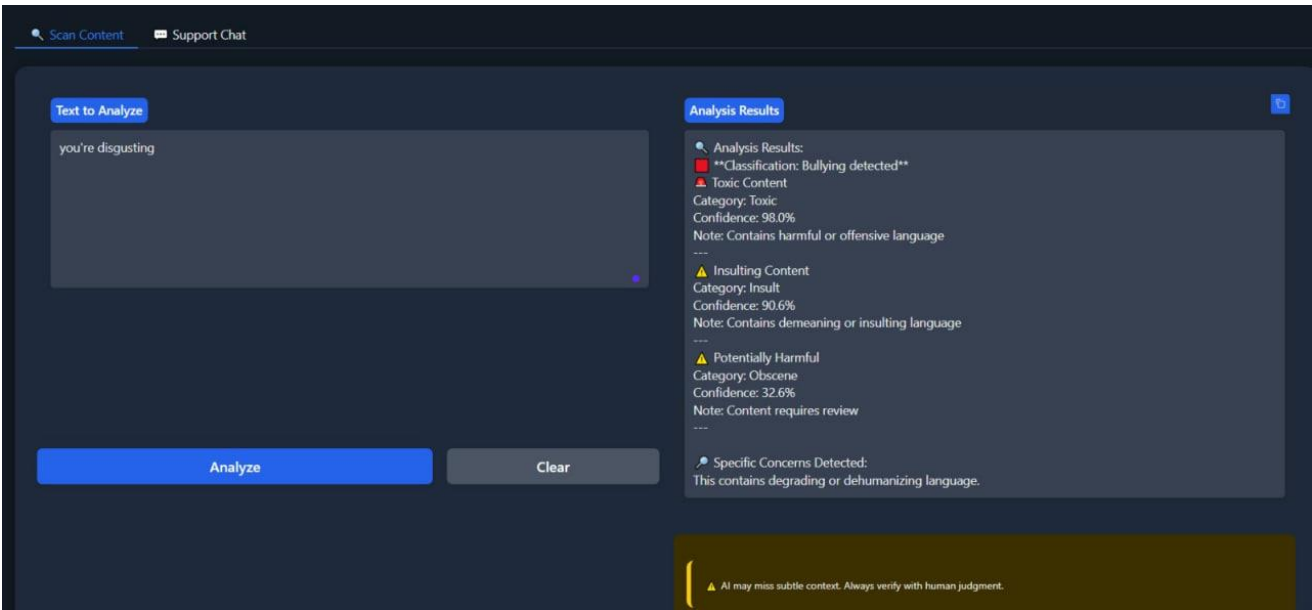 Scan Content
Support Chat
Text to Analyze
you're disgusting
Analyze
Clear
Analysis Results
Analysis Results:
**Classification: Bullying detected**
Toxic Content
Category: Toxic
Confidence: 98.0%
Note: Contains harmful or offensive language
---
Insulting Content
Category: Insult
Confidence: 90.6%
Note: Contains demeaning or insulting language
---
Potentially Harmful
Category: Obscene
Confidence: 32.6%
Note: Content requires review
---
Specific Concerns Detected:
This contains degrading or dehumanizing language.
AI may miss subtle context. Always verify with human judgment.